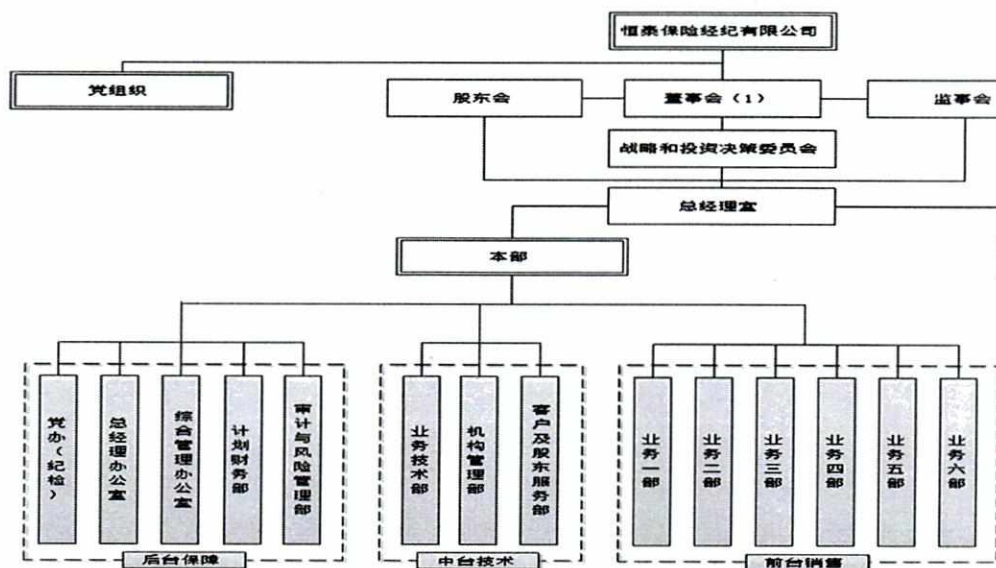 恒泰保险经纪有限公司
党组织
股东会
董事会（1）
监事会
战略和投资决策委员会
总经理室
本部
党办（纪检）
总经理办公室
综合管理办公室
计划财务部
审计与风险管理部
业务技术部
机构管理部
客户及股东服务部
业务一部
业务二部
业务三部
业务四部
业务五部
业务六部
后台保障
中台技术
前台销售